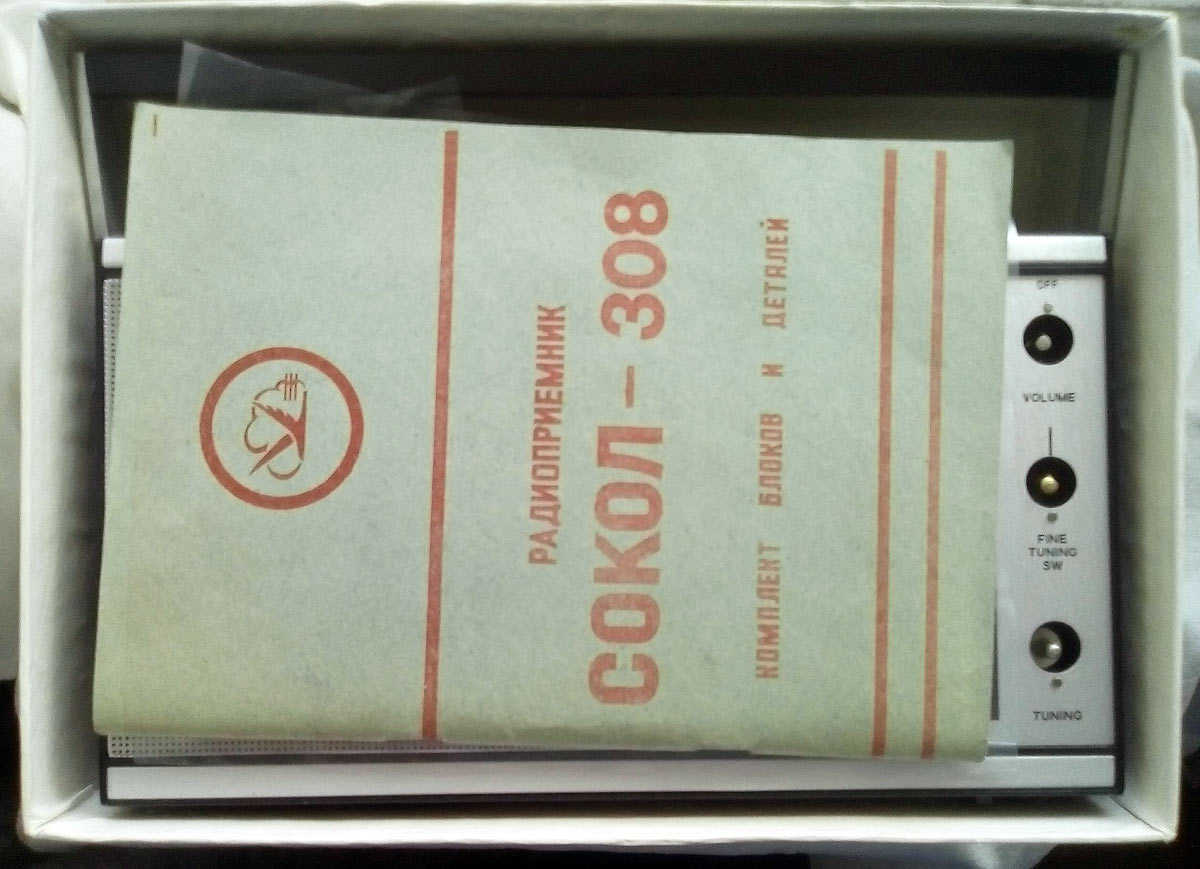 РАДИОПРИЕМНИК
СОКОЛ – 308
КОМПЛЕКТ БЛОКОВ И ДЕТАЛЕЙ
OFF
VOLUME
FINE
TUNING
SW
TUNING